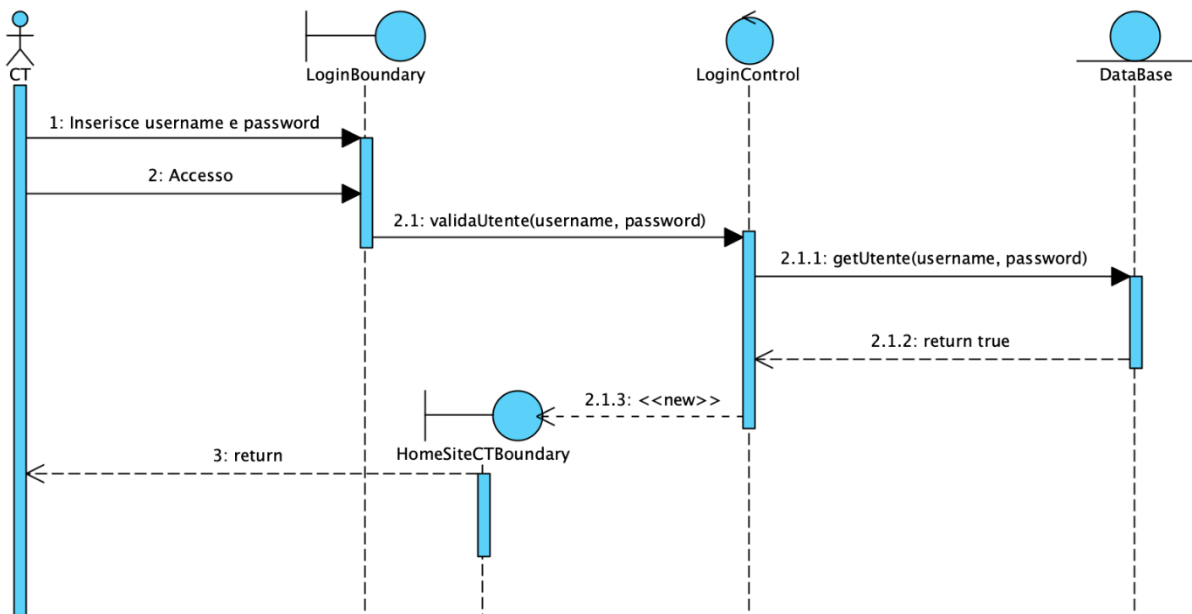 CT
LoginBoundary
LoginControl
DataBase
1: Inserisce username e password
2: Accesso
2.1: validaUtente(username, password)
2.1.1: getUtente(username, password)
2.1.2: return true
2.1.3: <<new>>
HomeSiteCTBoundary
3: return